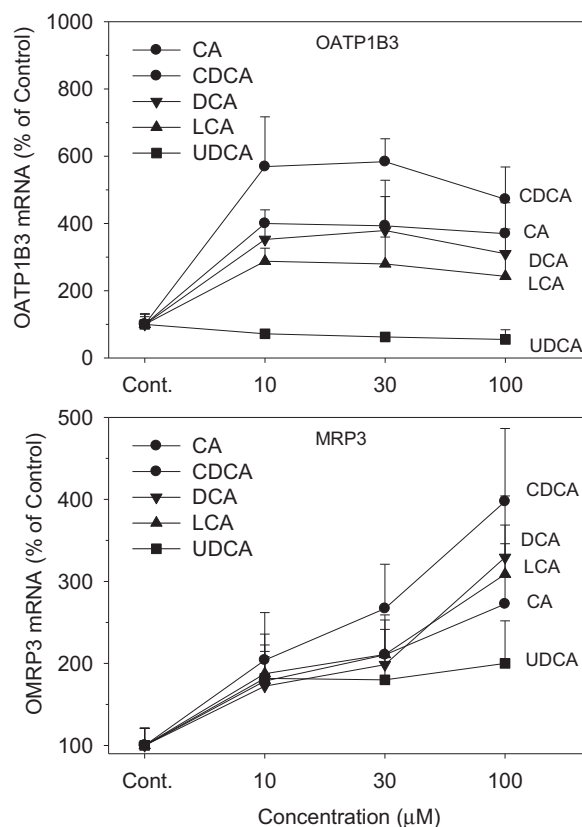 OATP1B3 mRNA (% of Control)
1000
800
600
400
200
0
OATP1B3
CA
CDCA
DCA
LCA
UDCA
CDCA
CA
DCA
LCA
UDCA
Cont.
10
30
100
OMRP3 mRNA (% of Control)
500
400
300
200
100
MRP3
CA
CDCA
DCA
LCA
UDCA
CDCA
DCA
LCA
CA
UDCA
Cont.
10
30
100
Concentration (μM)